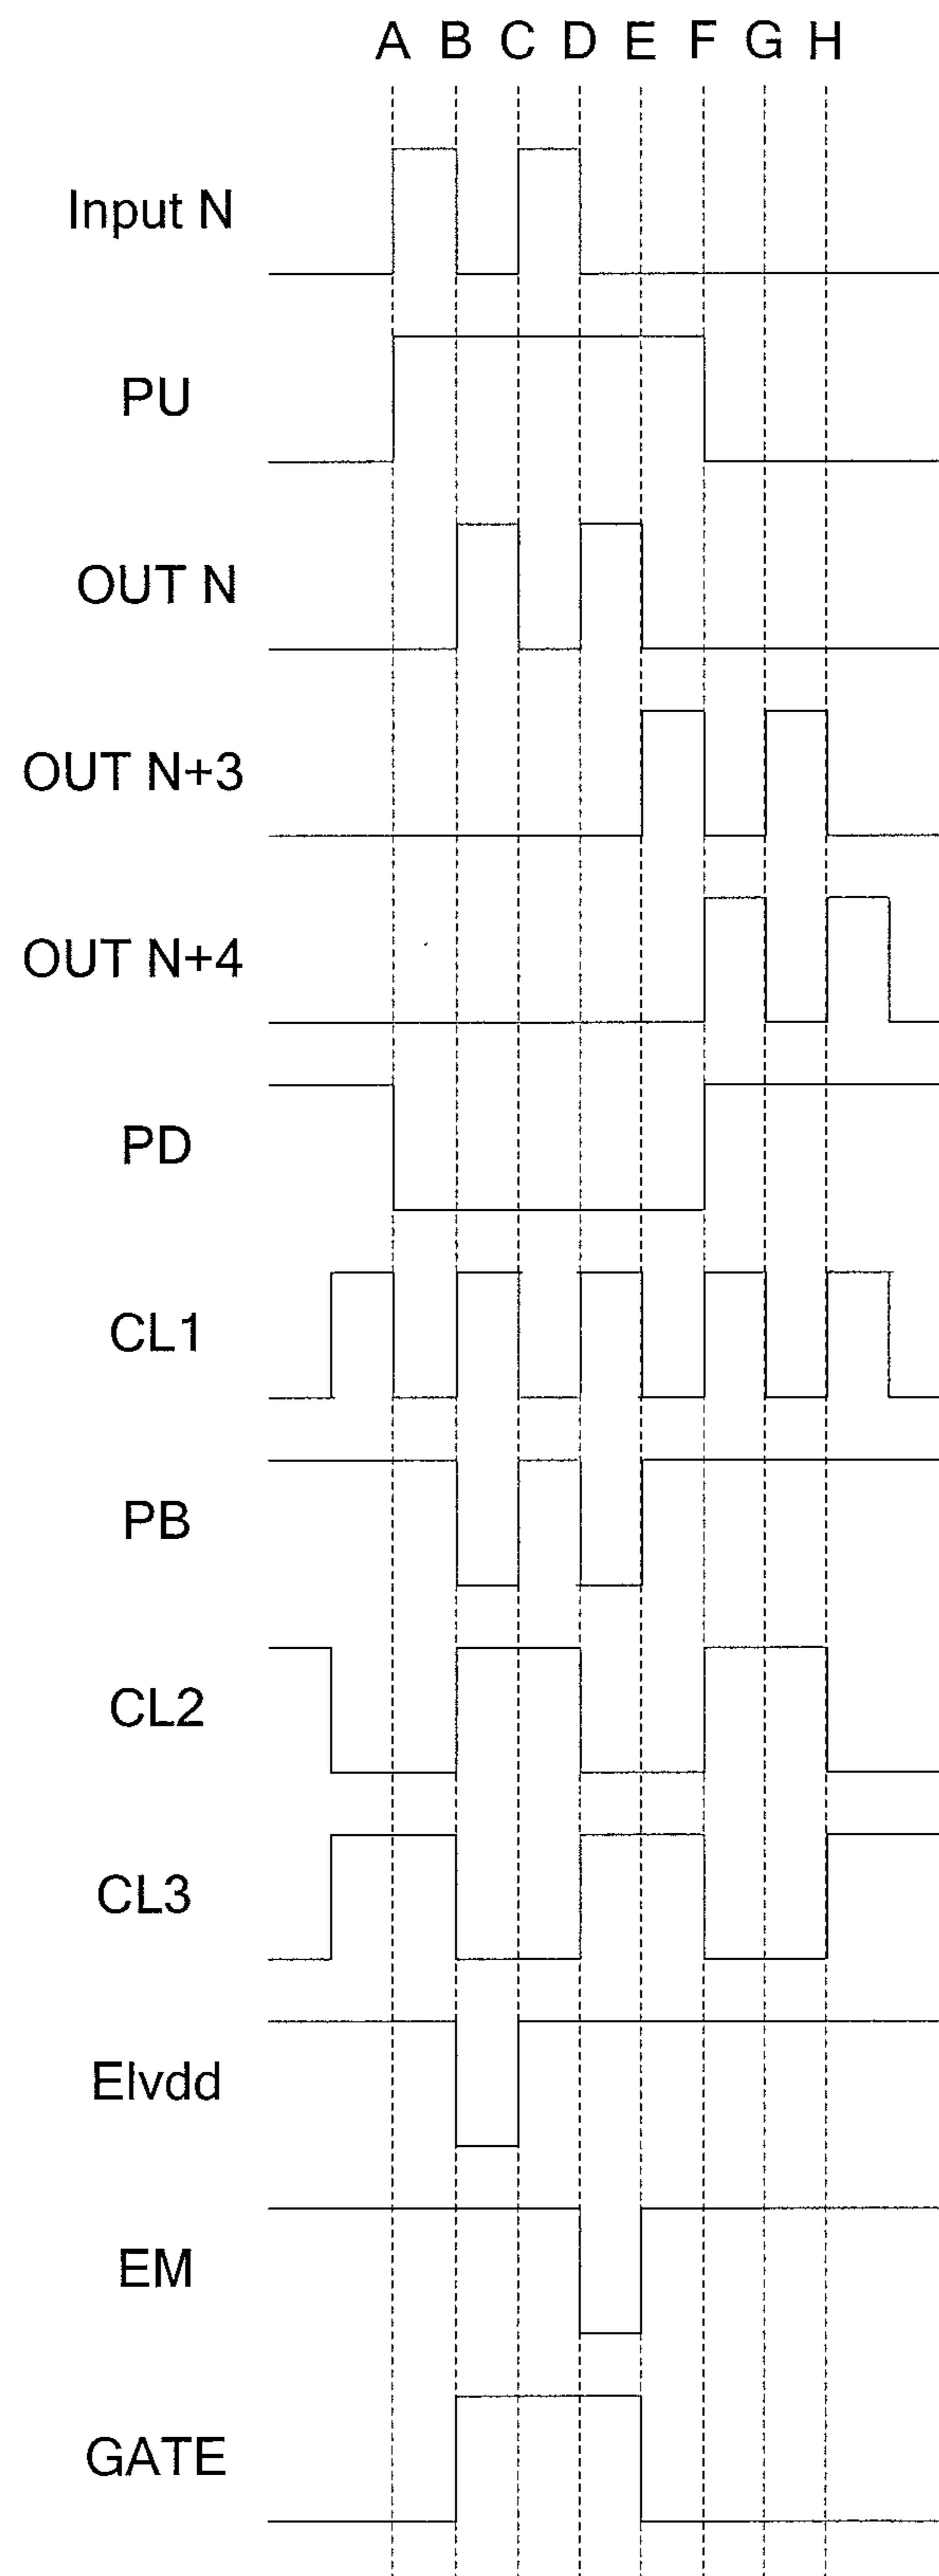 A B C D E F G H
Input N
PU
OUT N
OUT N+3
OUT N+4
PD
CL1
PB
CL2
CL3
Elvdd
EM
GATE